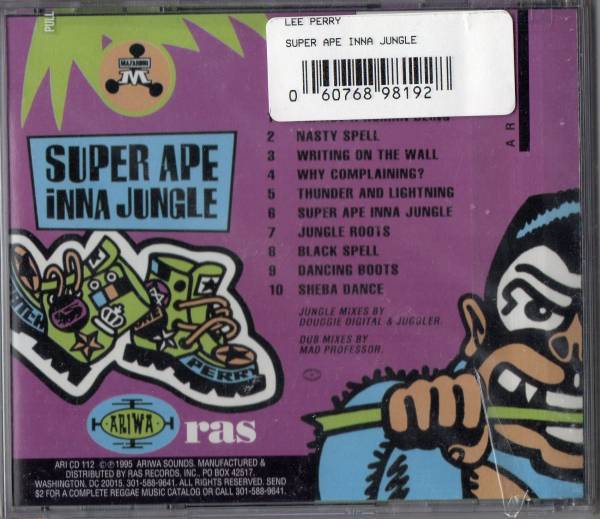 PULL
LEE PERRY
SUPER APE INNA JUNGLE
0 60768 98192
MAZARONI
M
AR
SUPER APE
iNNA JUNGLE
2 NASTY SPELL
3 WRITING ON THE WALL
4 WHY COMPLAINING?
5 THUNDER AND LIGHTNING
6 SUPER APE INNA JUNGLE
7 JUNGLE ROOTS
8 BLACK SPELL
9 DANCING BOOTS
10 SHEBA DANCE
JUNGLE MIXES BY
DOUGGIE DIGITAL & JUGGLER.
DUB MIXES BY
MAD PROFESSOR.
PERRY
ARIWA
ras
ARI CD 112 ©℗1995 ARIWA SOUNDS. MANUFACTURED &
DISTRIBUTED BY RAS RECORDS, INC., PO BOX 42517,
WASHINGTON, DC 20015. 301-588-9641. ALL RIGHTS RESERVED. SEND
$2 FOR A COMPLETE REGGAE MUSIC CATALOG OR CALL 301-588-9641.